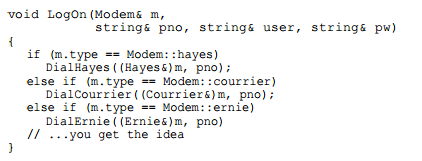 void LogOn(Modem& m,
string& pno, string& user, string& pw)
{
if (m.type == Modem::hayes)
DialHayes((Hayes&)m, pno);
else if (m.type == Modem::courrier)
DialCourrier((Courrier&)m, pno);
else if (m.type == Modem::ernie)
DialErnie((Ernie&)m, pno)
// ...you get the idea
}